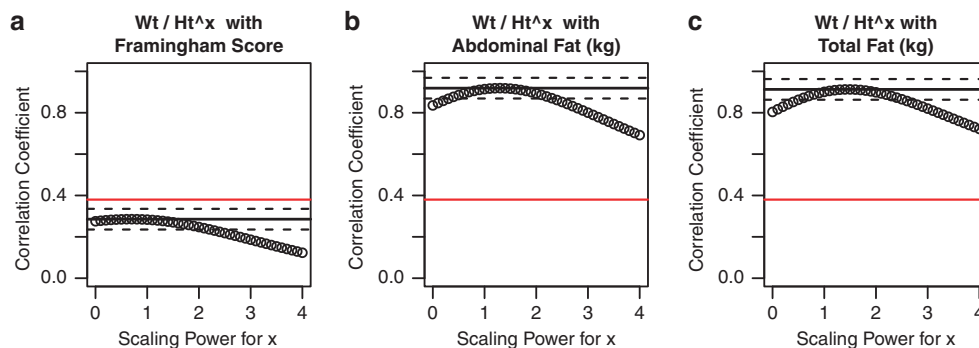 a
Wt / Ht^x with
Framingham Score
Correlation Coefficient
0.8
0.4
0.0
0 1 2 3 4
Scaling Power for x
b
Wt / Ht^x with
Abdominal Fat (kg)
Correlation Coefficient
0.8
0.4
0.0
0 1 2 3 4
Scaling Power for x
c
Wt / Ht^x with
Total Fat (kg)
Correlation Coefficient
0.8
0.4
0.0
0 1 2 3 4
Scaling Power for x